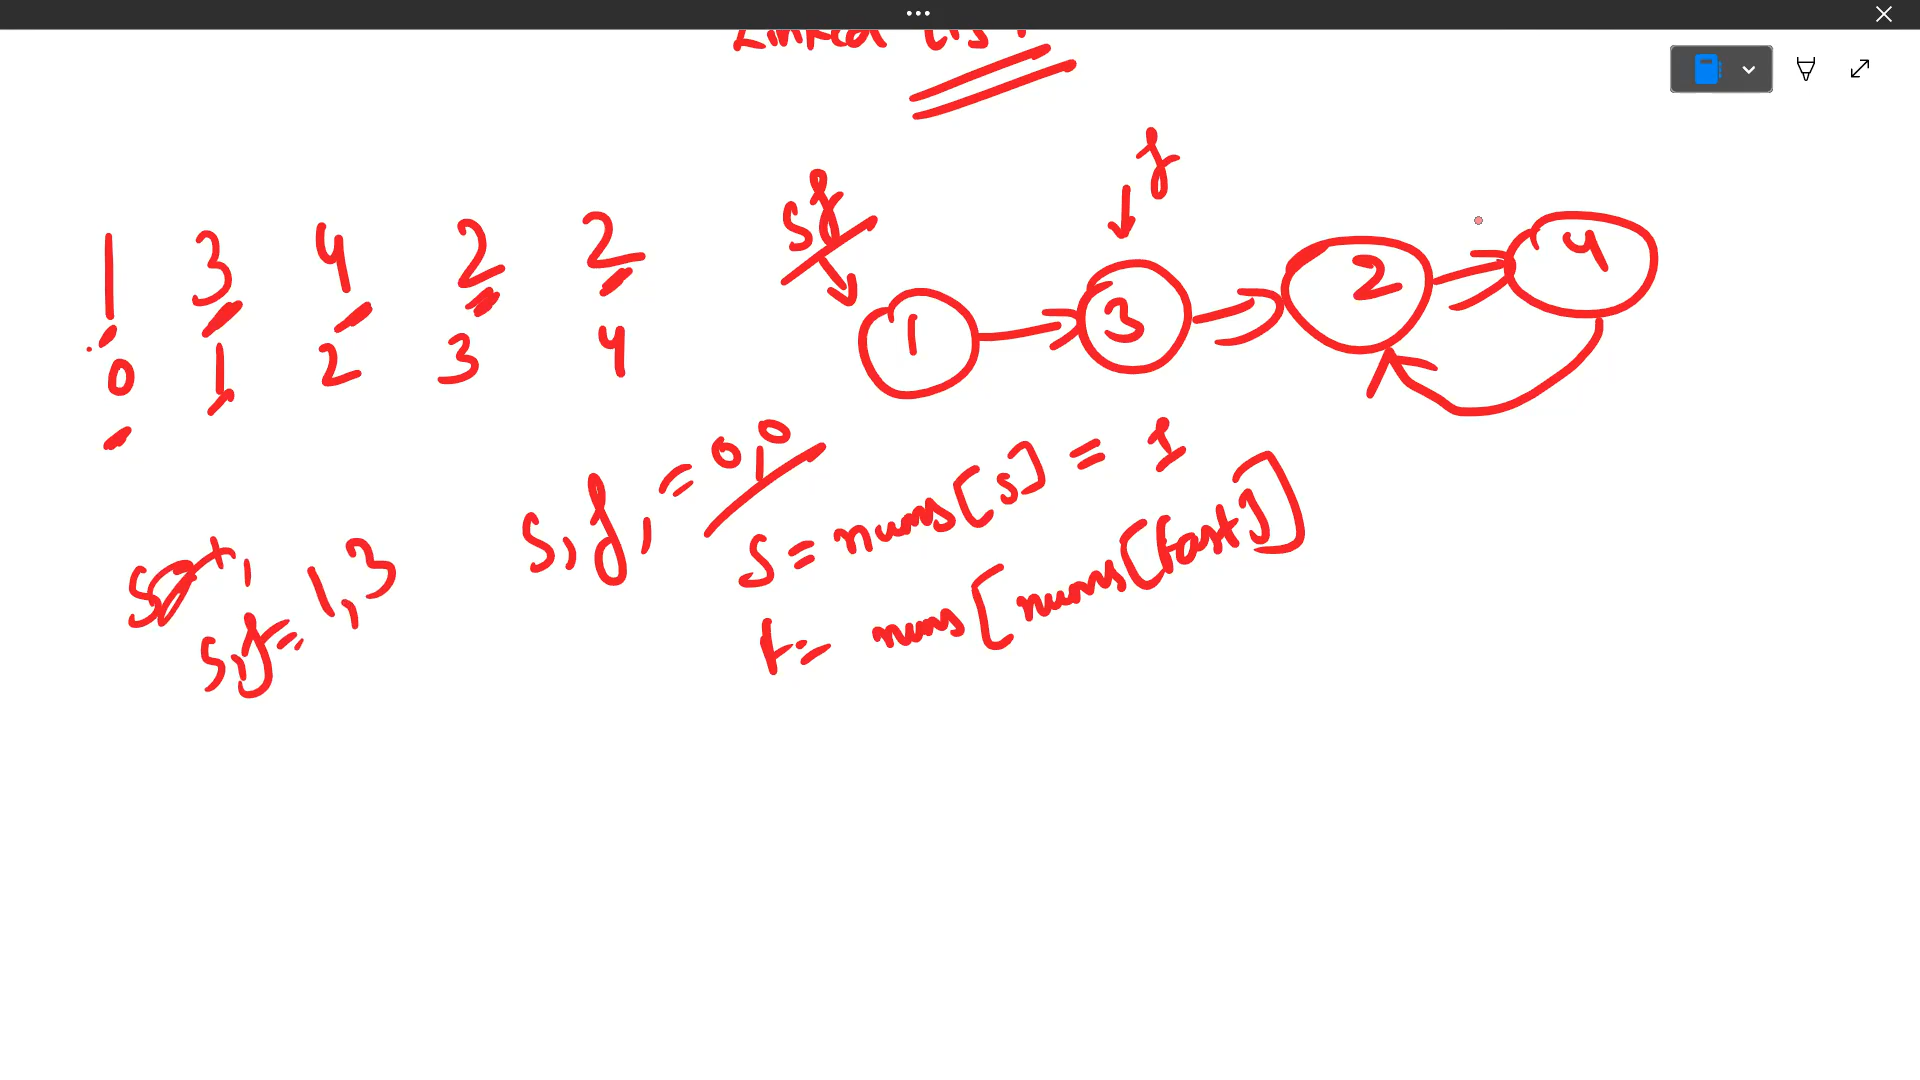 Linked List
1 3 4 2 2
0 1 2 3 4
s f
f
1 3 2 4
s, f, = 0, 0
s = nums[s] = 1
f = nums[nums[fast]]
s, f = 1, 3